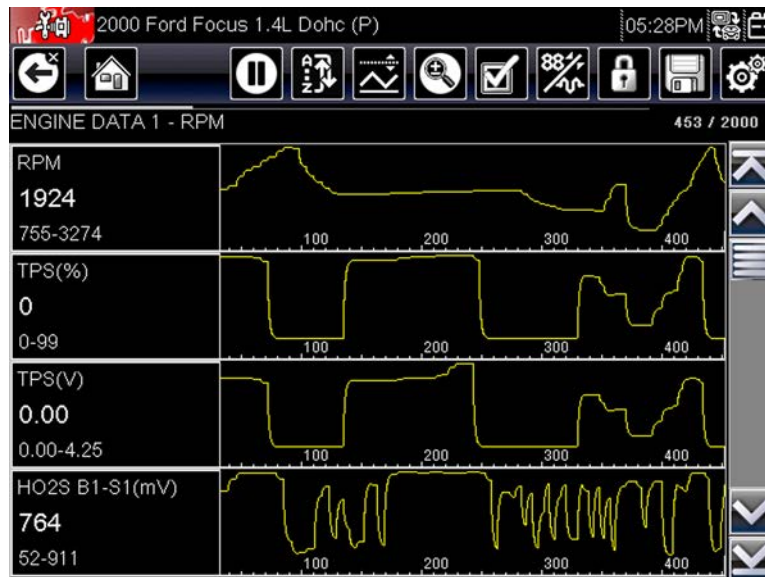 2000 Ford Focus 1.4L Dohc (P)
05:28PM
A
Z
88
ENGINE DATA 1 - RPM
453 / 2000
RPM
1924
755-3274
100 200 300 400
TPS(%)
0
0-99
100 200 300 400
TPS(V)
0.00
0.00-4.25
100 200 300 400
HO2S B1-S1(mV)
764
52-911
100 200 300 400